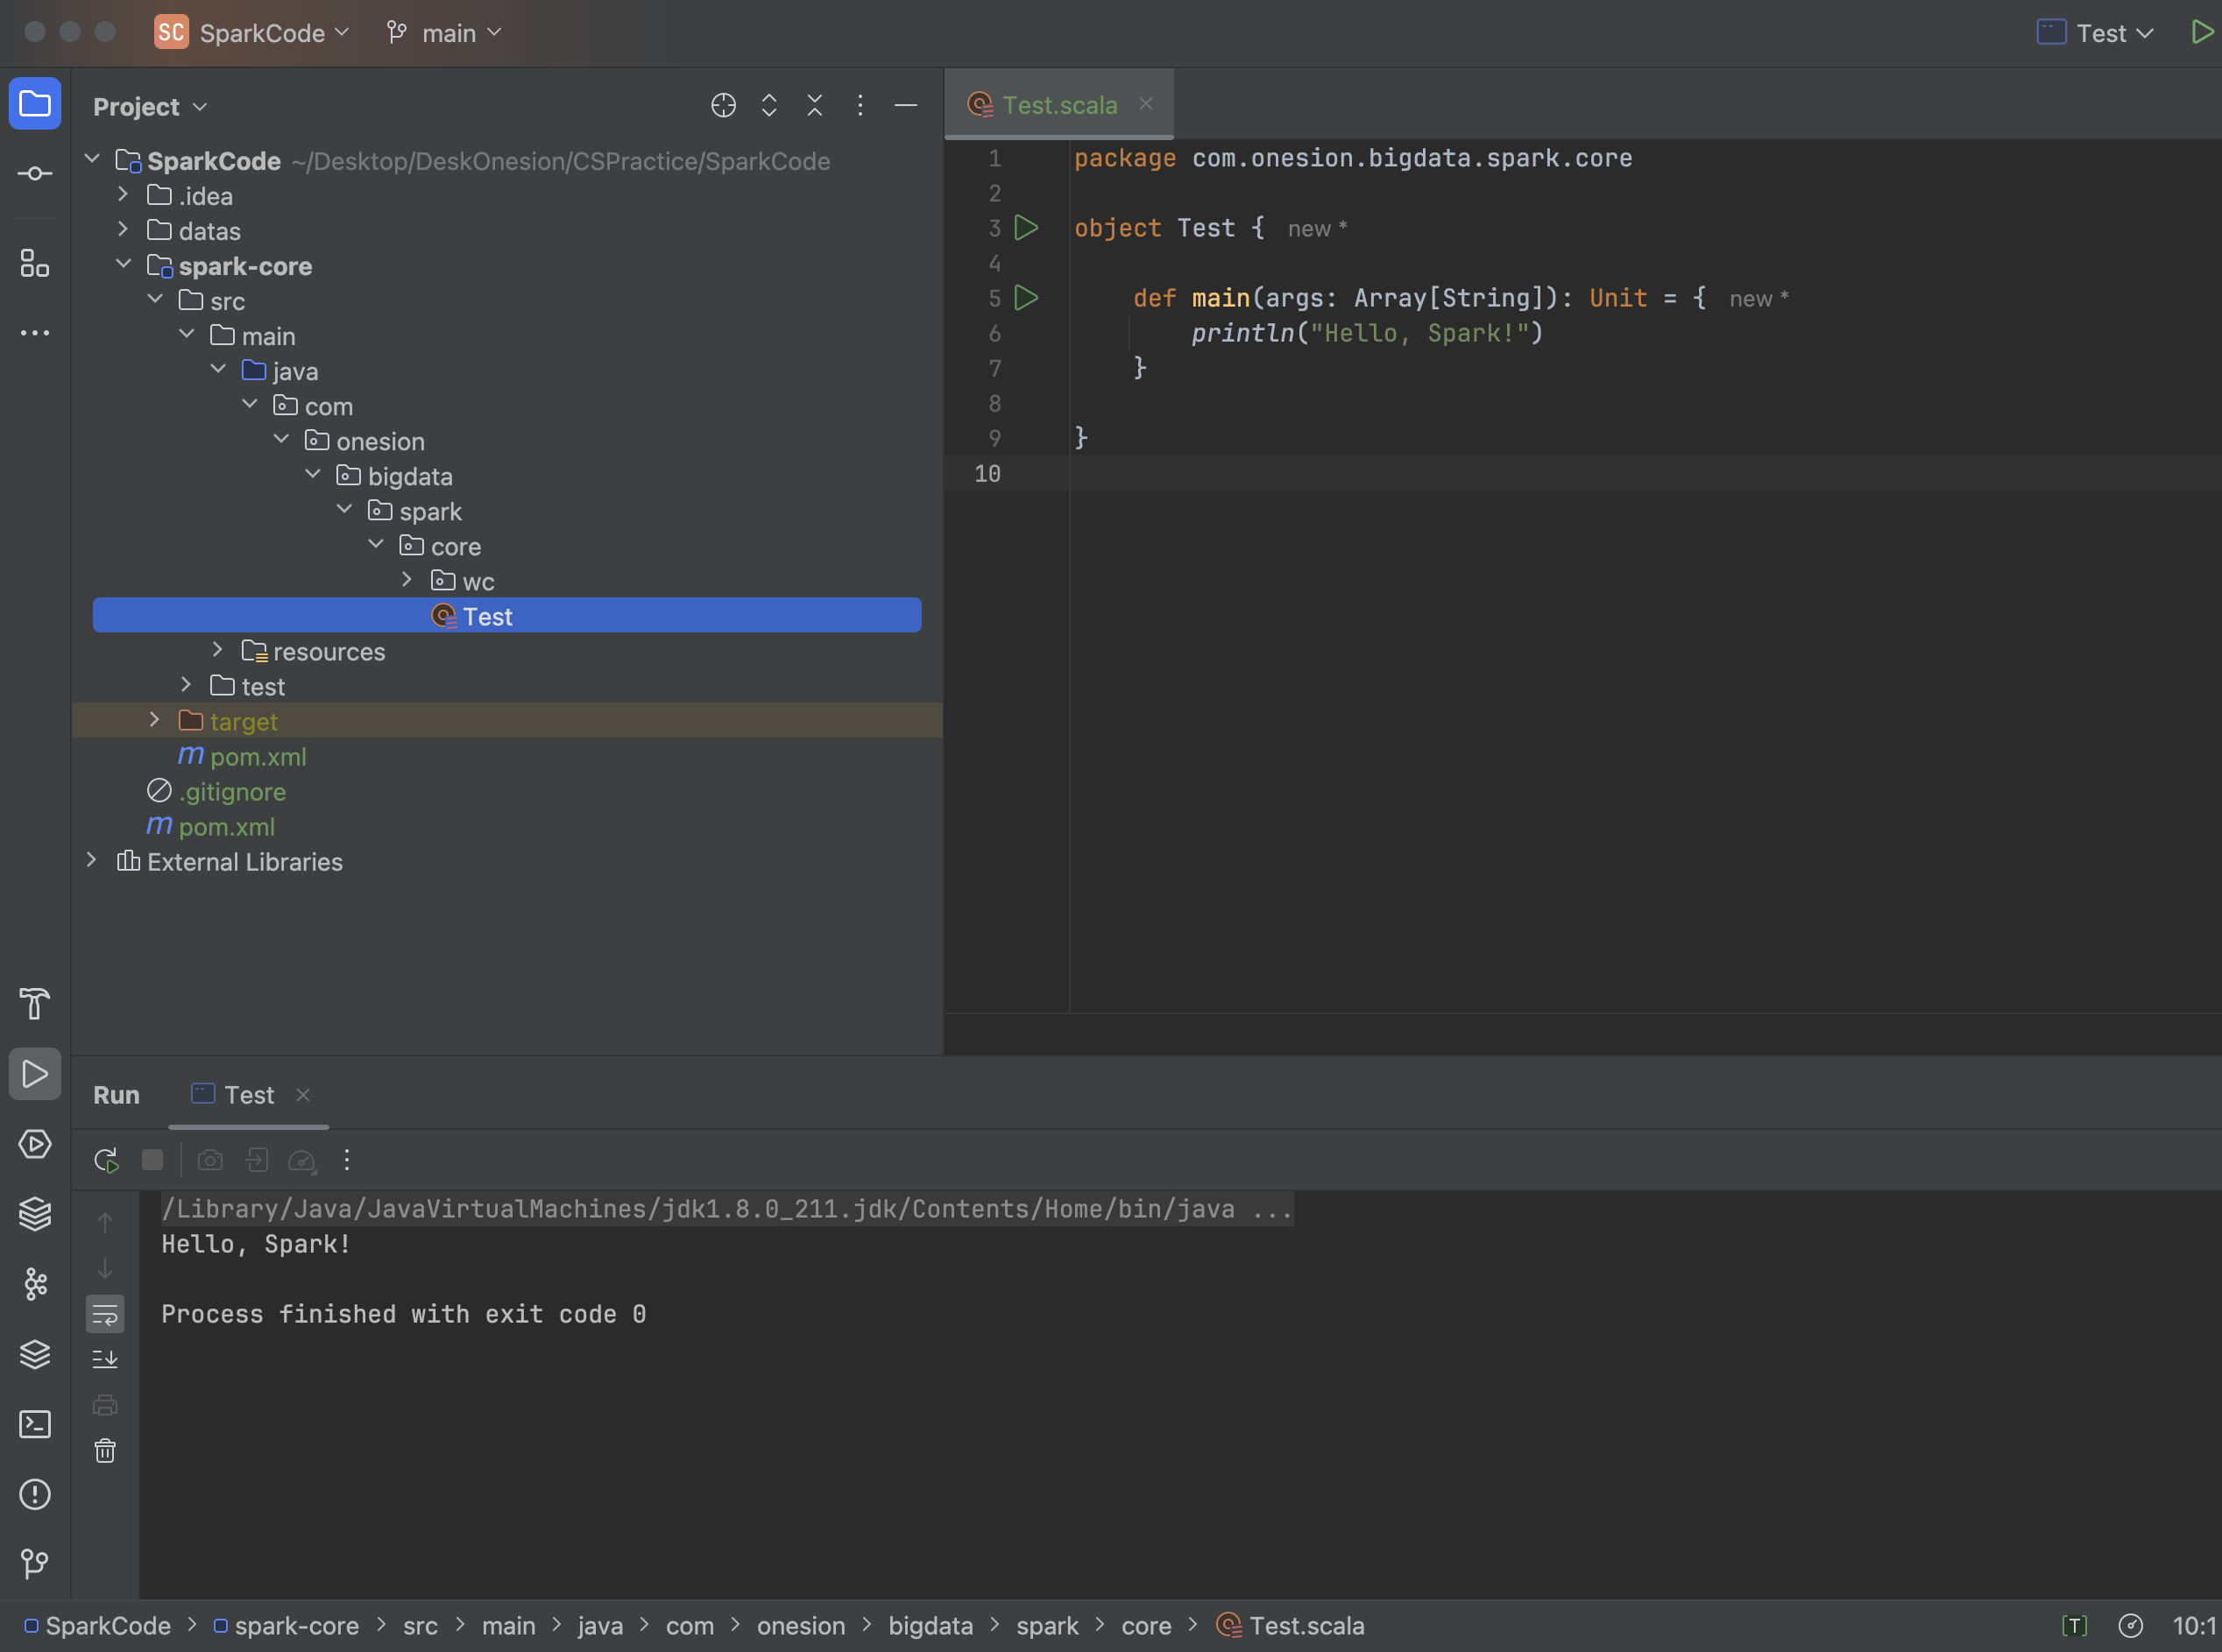 SC SparkCode main Test
Project
SparkCode ~/Desktop/DeskOnesion/CSPractice/SparkCode
.idea
datas
spark-core
src
main
java
com
onesion
bigdata
spark
core
wc
Test
resources
test
target
m pom.xml
.gitignore
m pom.xml
External Libraries
Test.scala
1 package com.onesion.bigdata.spark.core
2
3 object Test { new *
4
5 def main(args: Array[String]): Unit = { new *
6 println("Hello, Spark!")
7 }
8
9 }
10
Run Test
/Library/Java/JavaVirtualMachines/jdk1.8.0_211.jdk/Contents/Home/bin/java ...
Hello, Spark!
Process finished with exit code 0
SparkCode > spark-core > src > main > java > com > onesion > bigdata > spark > core > Test.scala [T] 10:1